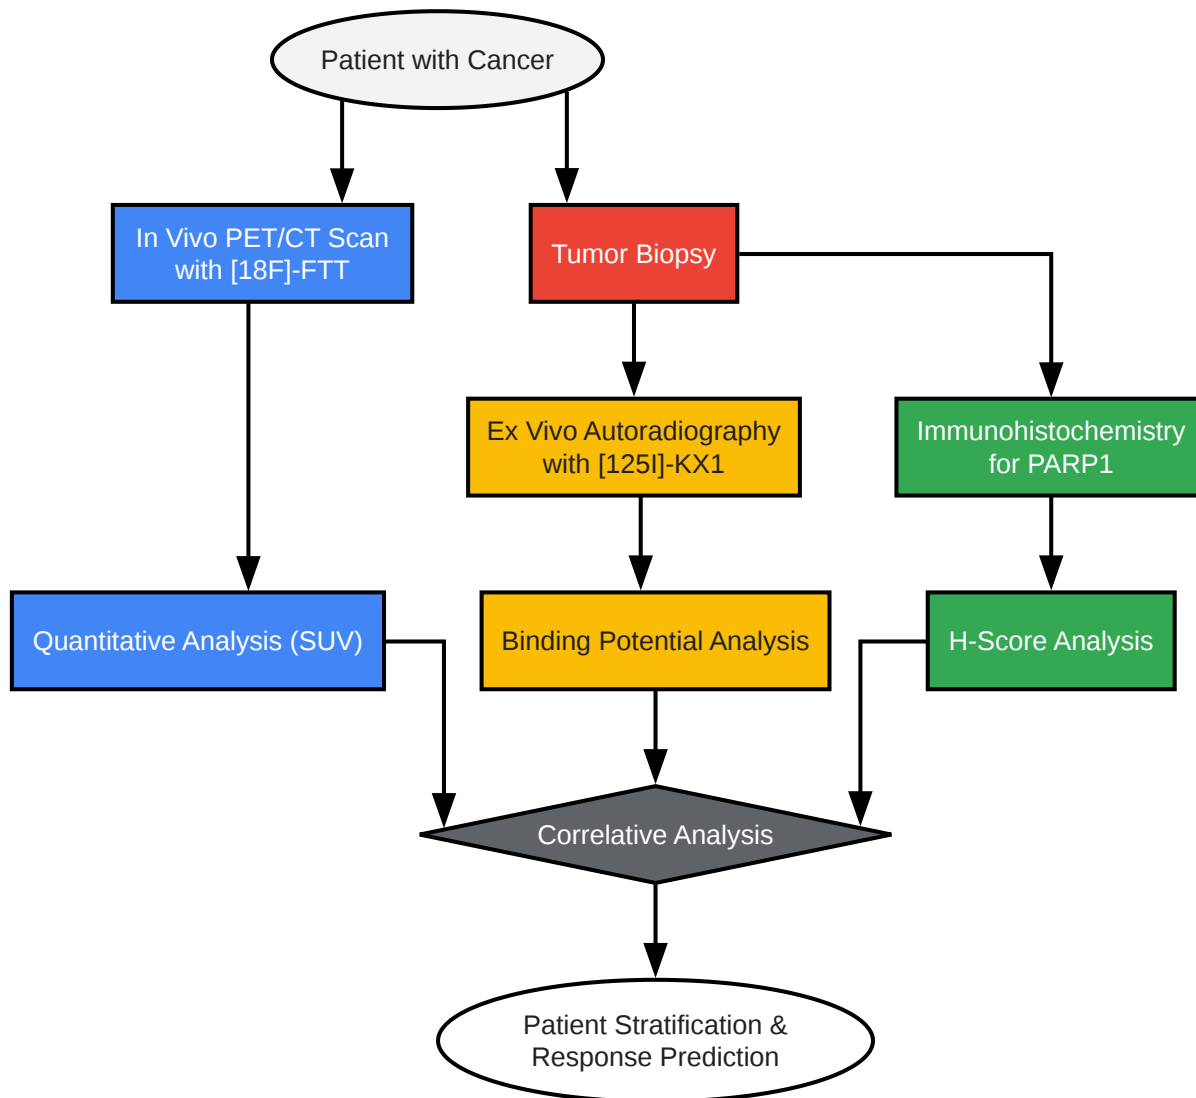 Patient with Cancer
In Vivo PET/CT Scan
with [18F]-FTT
Tumor Biopsy
Ex Vivo Autoradiography
with [125I]-KX1
Immunohistochemistry
for PARP1
Quantitative Analysis (SUV)
Binding Potential Analysis
H-Score Analysis
Correlative Analysis
Patient Stratification &
Response Prediction